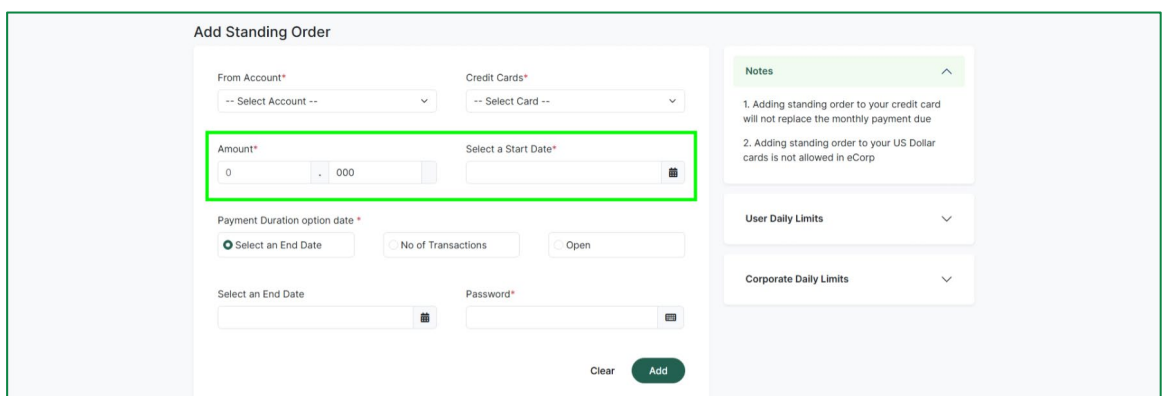 Add Standing Order
From Account*
Credit Cards*
-- Select Account --
-- Select Card --
Amount*
Select a Start Date*
0 . 000
Payment Duration option date *
Select an End Date
No of Transactions
Open
Select an End Date
Password*
Clear
Add
Notes
1. Adding standing order to your credit card
will not replace the monthly payment due
2. Adding standing order to your US Dollar
cards is not allowed in eCorp
User Daily Limits
Corporate Daily Limits